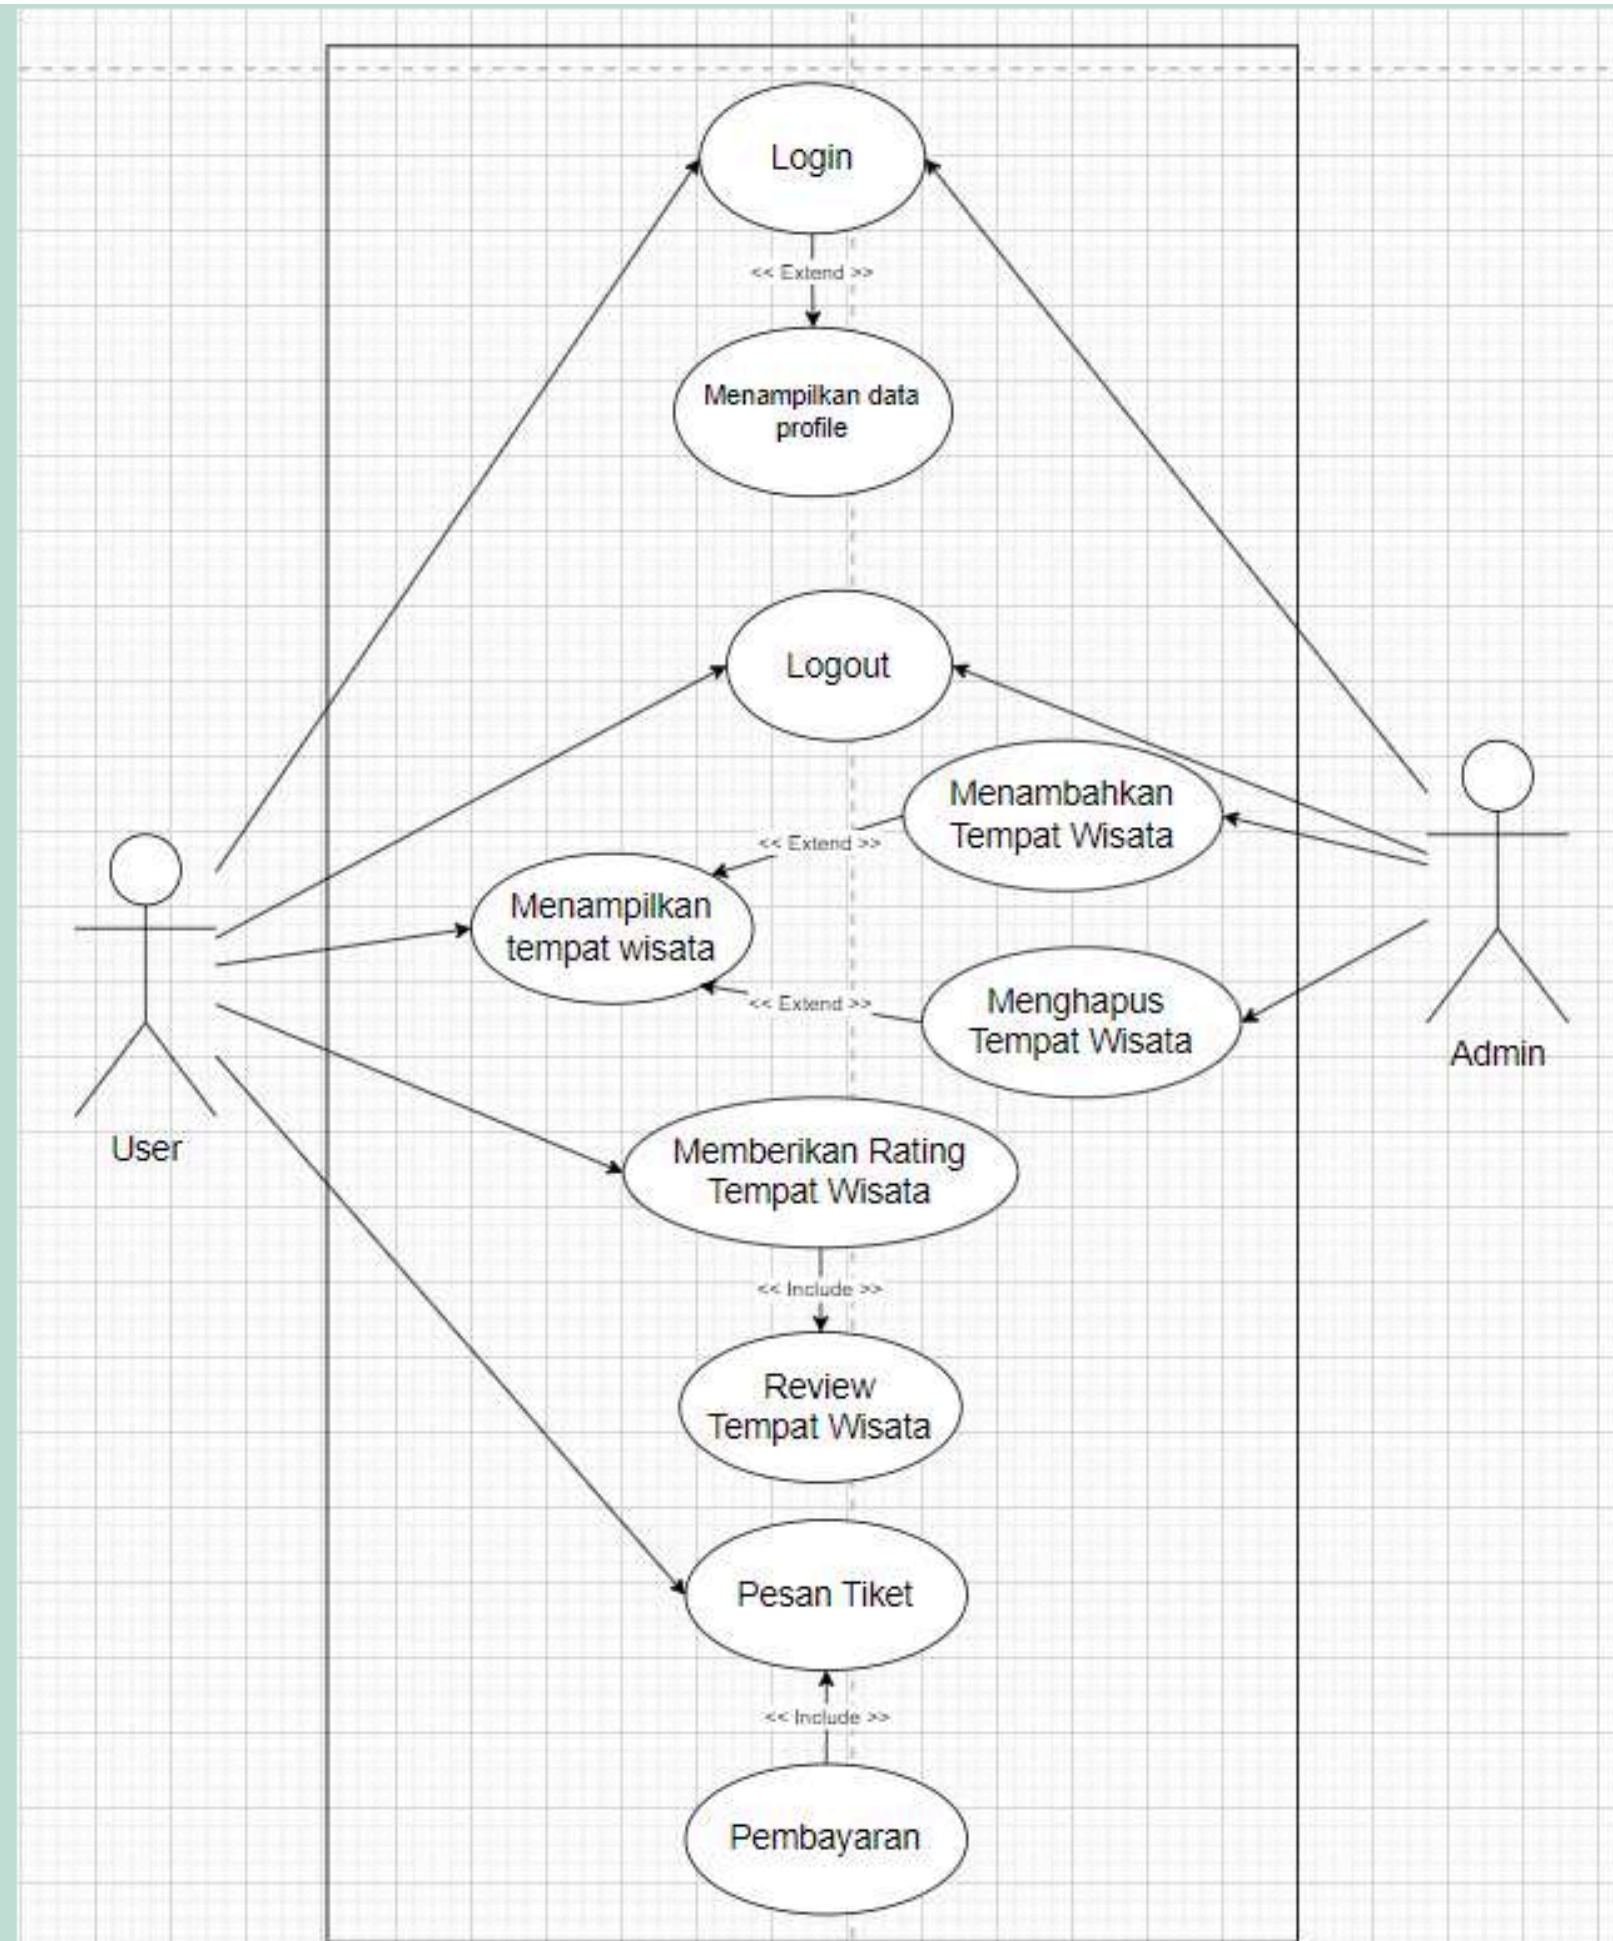 Login
<< Extend >>
Menampilkan data
profile
Logout
Menambahkan
Tempat Wisata
<< Extend >>
Menampilkan
tempat wisata
<< Extend >>
Menghapus
Tempat Wisata
Admin
User
Memberikan Rating
Tempat Wisata
<< Include >>
Review
Tempat Wisata
Pesan Tiket
<< Include >>
Pembayaran